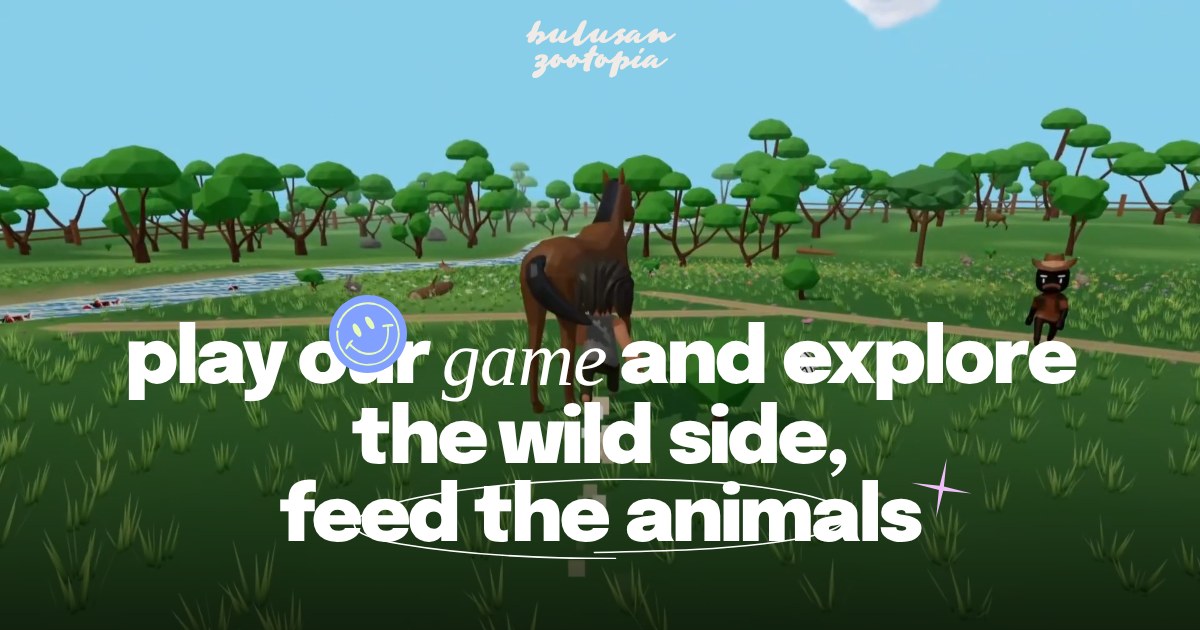 bulusan
zootopia
play our game and explore
the wild side,
feed the animals